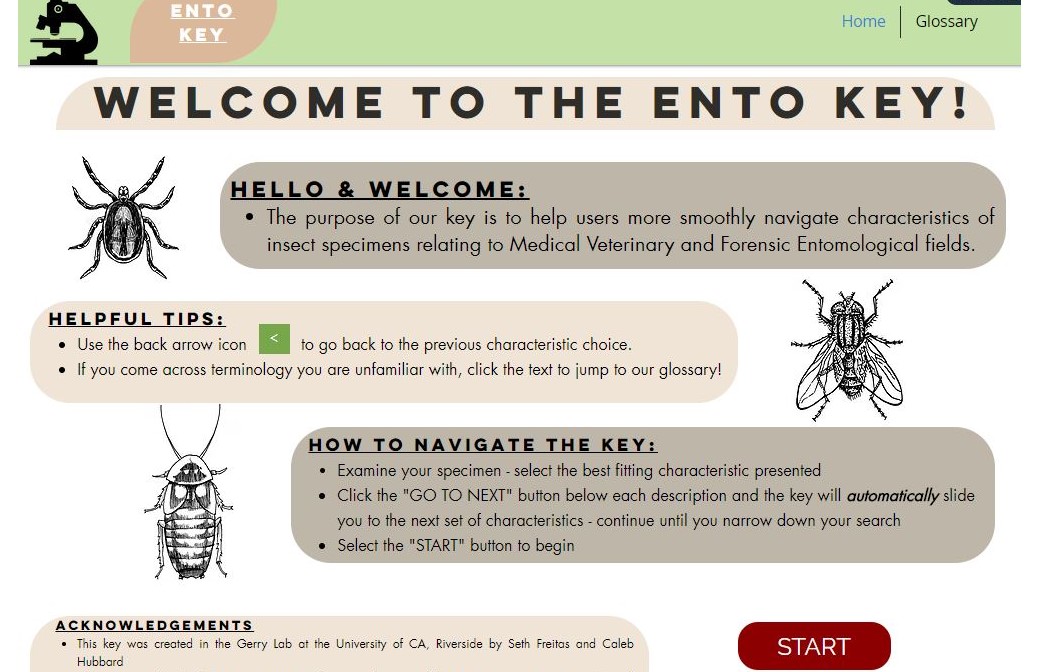 ENTO
KEY
Home
Glossary
WELCOME TO THE ENTO KEY!
HELLO & WELCOME:
• The purpose of our key is to help users more smoothly navigate characteristics of
insect specimens relating to Medical Veterinary and Forensic Entomological fields.
HELPFUL TIPS:
• Use the back arrow icon < to go back to the previous characteristic choice.
• If you come across terminology you are unfamiliar with, click the text to jump to our glossary!
HOW TO NAVIGATE THE KEY:
• Examine your specimen - select the best fitting characteristic presented
• Click the "GO TO NEXT" button below each description and the key will automatically slide
you to the next set of characteristics - continue until you narrow down your search
• Select the "START" button to begin
ACKNOWLEDGEMENTS
• This key was created in the Gerry Lab at the University of CA, Riverside by Seth Freitas and Caleb
Hubbard
START